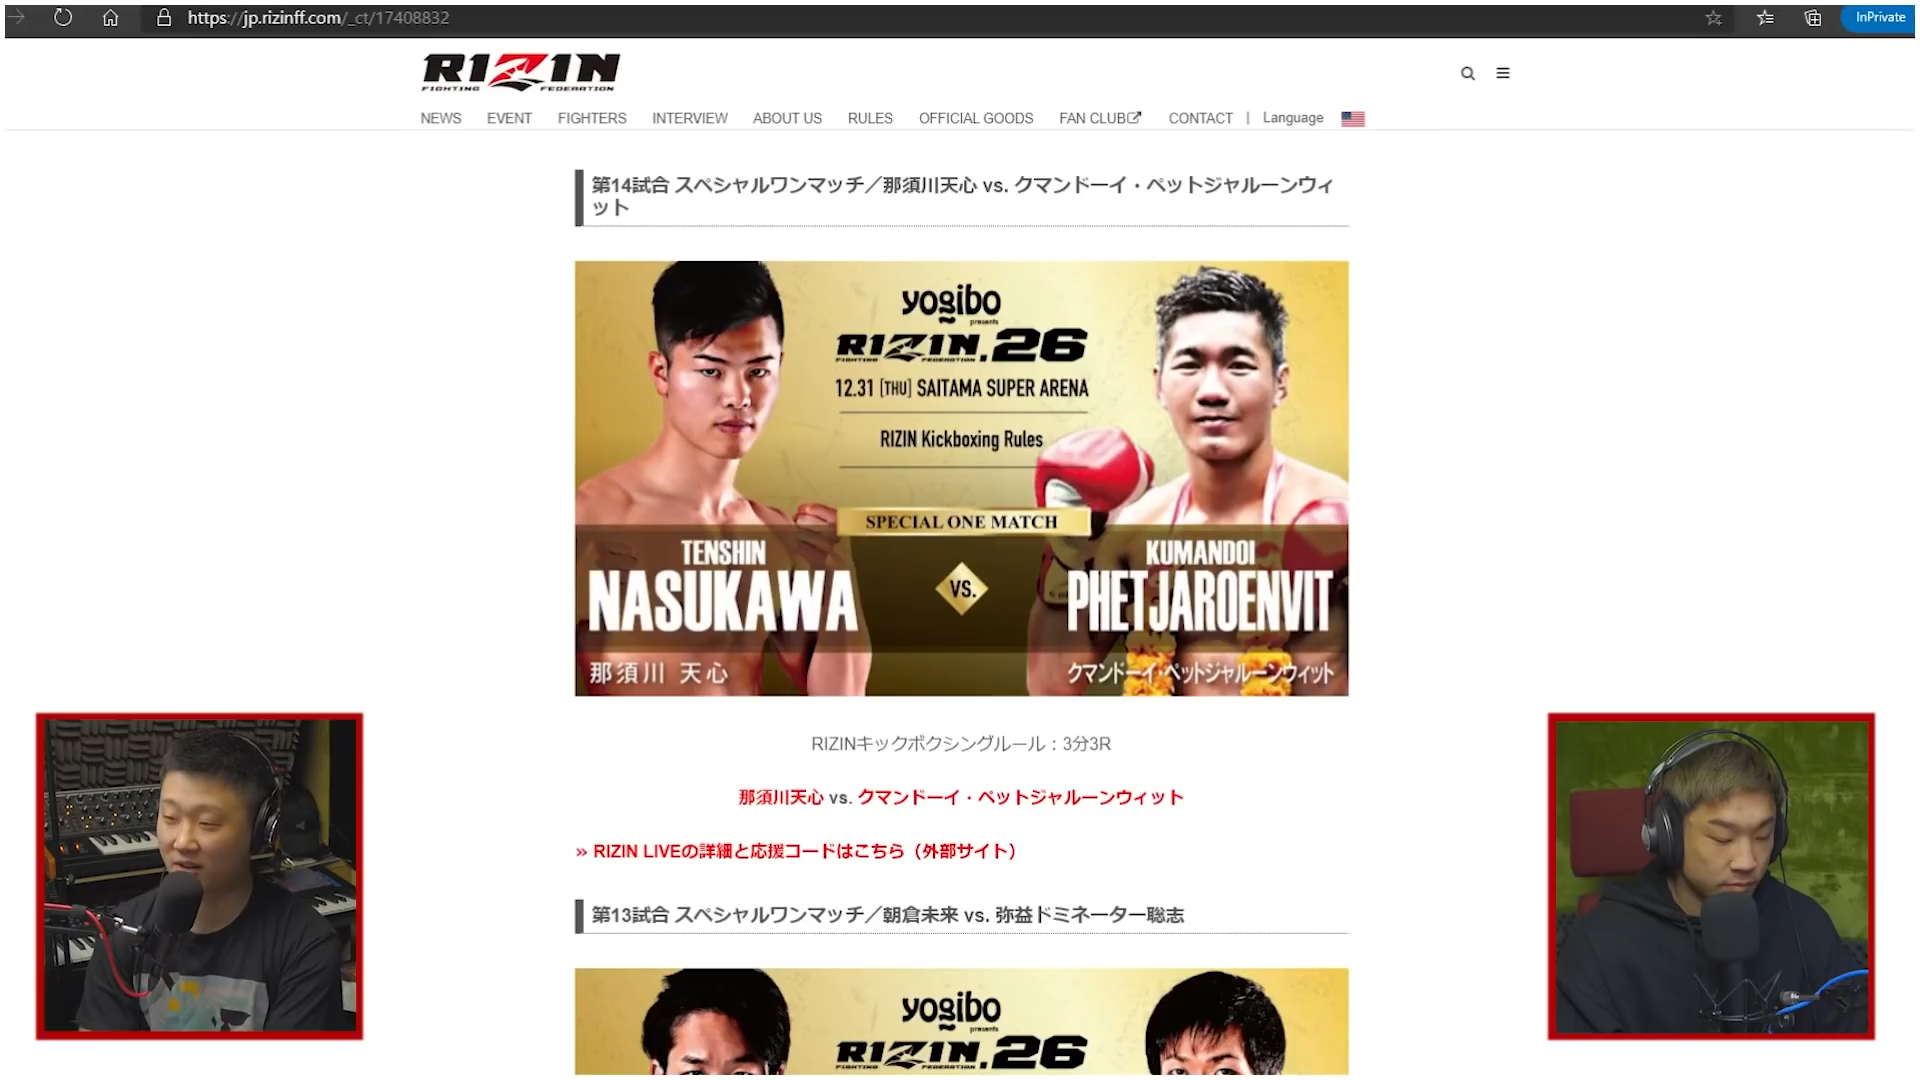 https://jp.rizinff.com/_ct/17408832
InPrivate
RIZIN
FIGHTING FEDERATION
NEWS EVENT FIGHTERS INTERVIEW ABOUT US RULES OFFICIAL GOODS FAN CLUB CONTACT | Language
第14試合 スペシャルワンマッチ／那須川天心 vs. クマンドーイ・ペットジャルーンウィ
ット
yogibo
presents
RIZIN.26
FIGHTING FEDERATION
12.31 [THU] SAITAMA SUPER ARENA
RIZIN Kickboxing Rules
SPECIAL ONE MATCH
TENSHIN
NASUKAWA
VS.
KUMANDOI
PHETJAROENVIT
那須川 天心
クマンドーイ・ペットジャルーンウィット
RIZINキックボクシングルール：3分3R
那須川天心 vs. クマンドーイ・ペットジャルーンウィット
» RIZIN LIVEの詳細と応援コードはこちら（外部サイト）
第13試合 スペシャルワンマッチ／朝倉未来 vs. 弥益ドミネーター聡志
yogibo
presents
RIZIN.26
FIGHTING FEDERATION